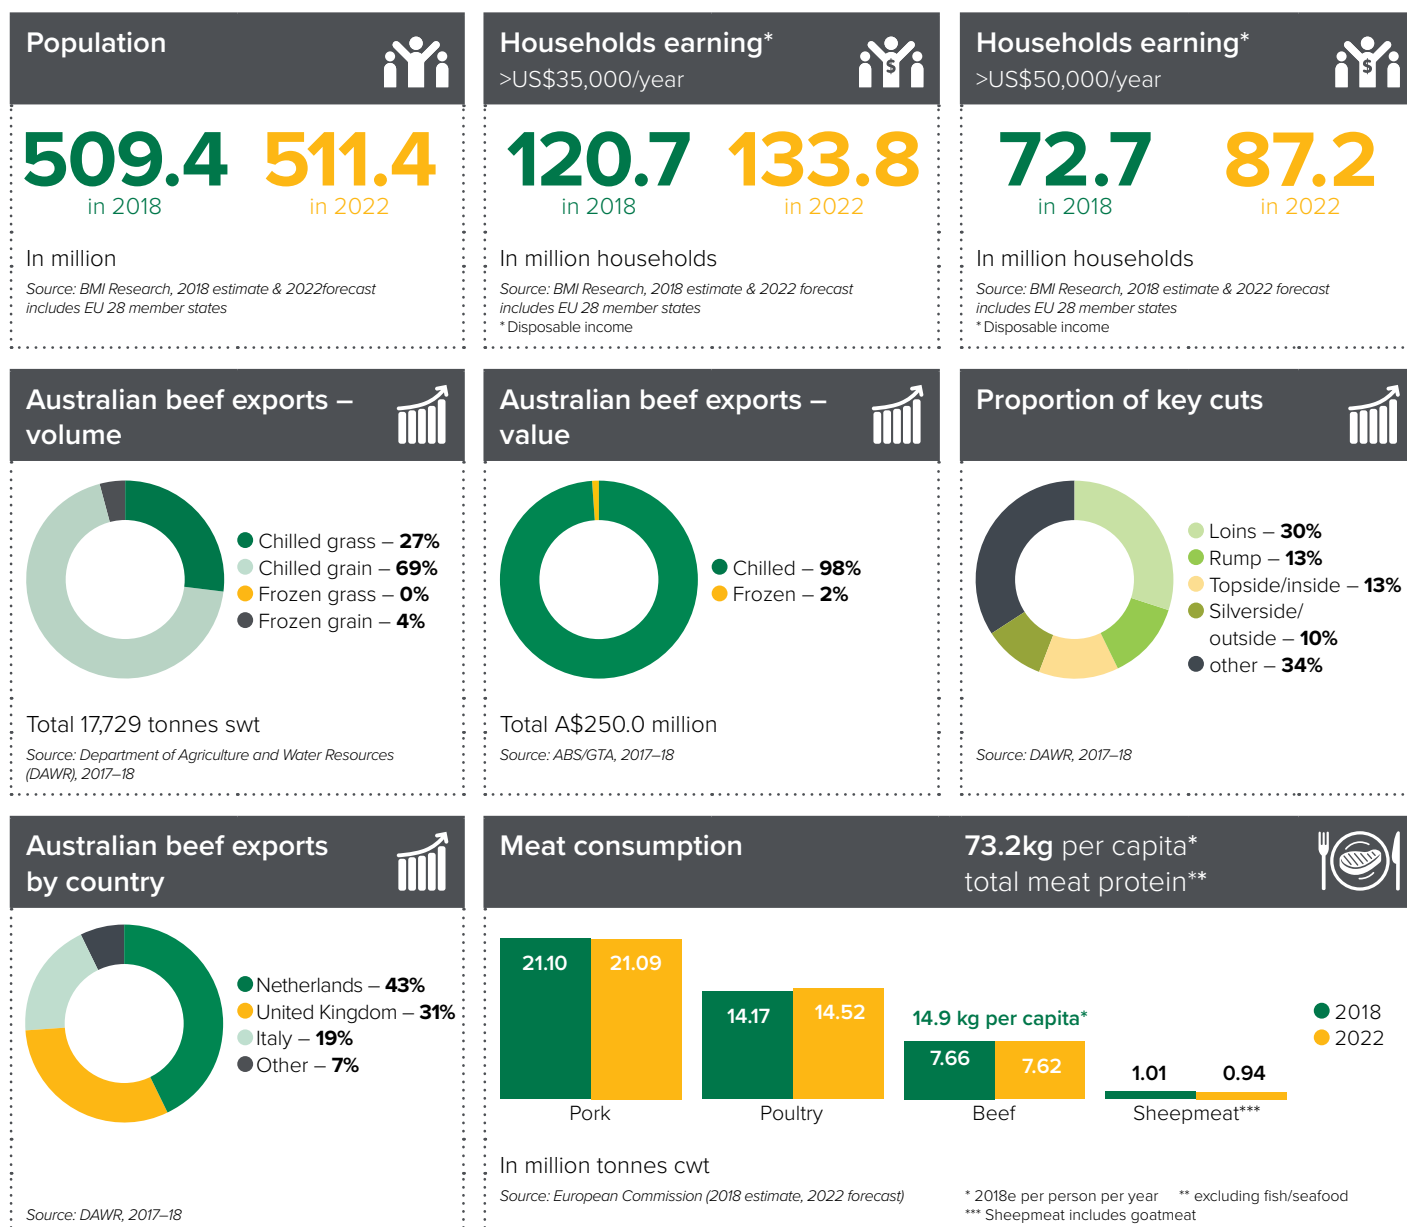 Population
509.4 511.4
in 2018 in 2022
In million
Source: BMI Research, 2018 estimate & 2022forecast
includes EU 28 member states
Households earning*
>US$35,000/year
$
120.7 133.8
in 2018 in 2022
In million households
Source: BMI Research, 2018 estimate & 2022 forecast
includes EU 28 member states
* Disposable income
Households earning*
>US$50,000/year
$
72.7 87.2
in 2018 in 2022
In million households
Source: BMI Research, 2018 estimate & 2022 forecast
includes EU 28 member states
* Disposable income
Australian beef exports –
volume
Chilled grass – 27%
Chilled grain – 69%
Frozen grass – 0%
Frozen grain – 4%
Total 17,729 tonnes swt
Source: Department of Agriculture and Water Resources
(DAWR), 2017–18
Australian beef exports –
value
Chilled – 98%
Frozen – 2%
Total A$250.0 million
Source: ABS/GTA, 2017–18
Proportion of key cuts
Loins – 30%
Rump – 13%
Topside/inside – 13%
Silverside/
outside – 10%
other – 34%
Source: DAWR, 2017–18
Australian beef exports
by country
Netherlands – 43%
United Kingdom – 31%
Italy – 19%
Other – 7%
Source: DAWR, 2017–18
Meat consumption
73.2kg per capita*
total meat protein**
21.10 21.09
14.17 14.52
14.9 kg per capita*
7.66 7.62
1.01 0.94
2018
2022
Pork Poultry Beef Sheepmeat***
In million tonnes cwt
Source: European Commission (2018 estimate, 2022 forecast)
* 2018e per person per year ** excluding fish/seafood
*** Sheepmeat includes goatmeat